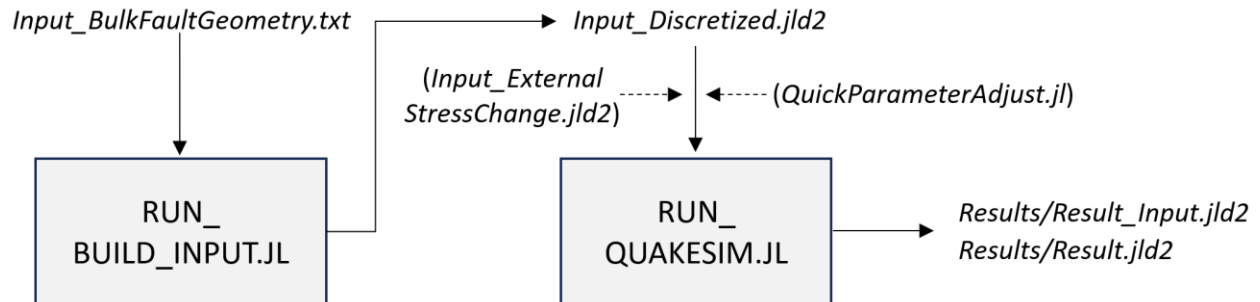 Input_BulkFaultGeometry.txt
Input_Discretized.jld2
(Input_External
StressChange.jld2)
(QuickParameterAdjust.jl)
RUN_
BUILD_INPUT.JL
RUN_
QUAKESIM.JL
Results/Result_Input.jld2
Results/Result.jld2